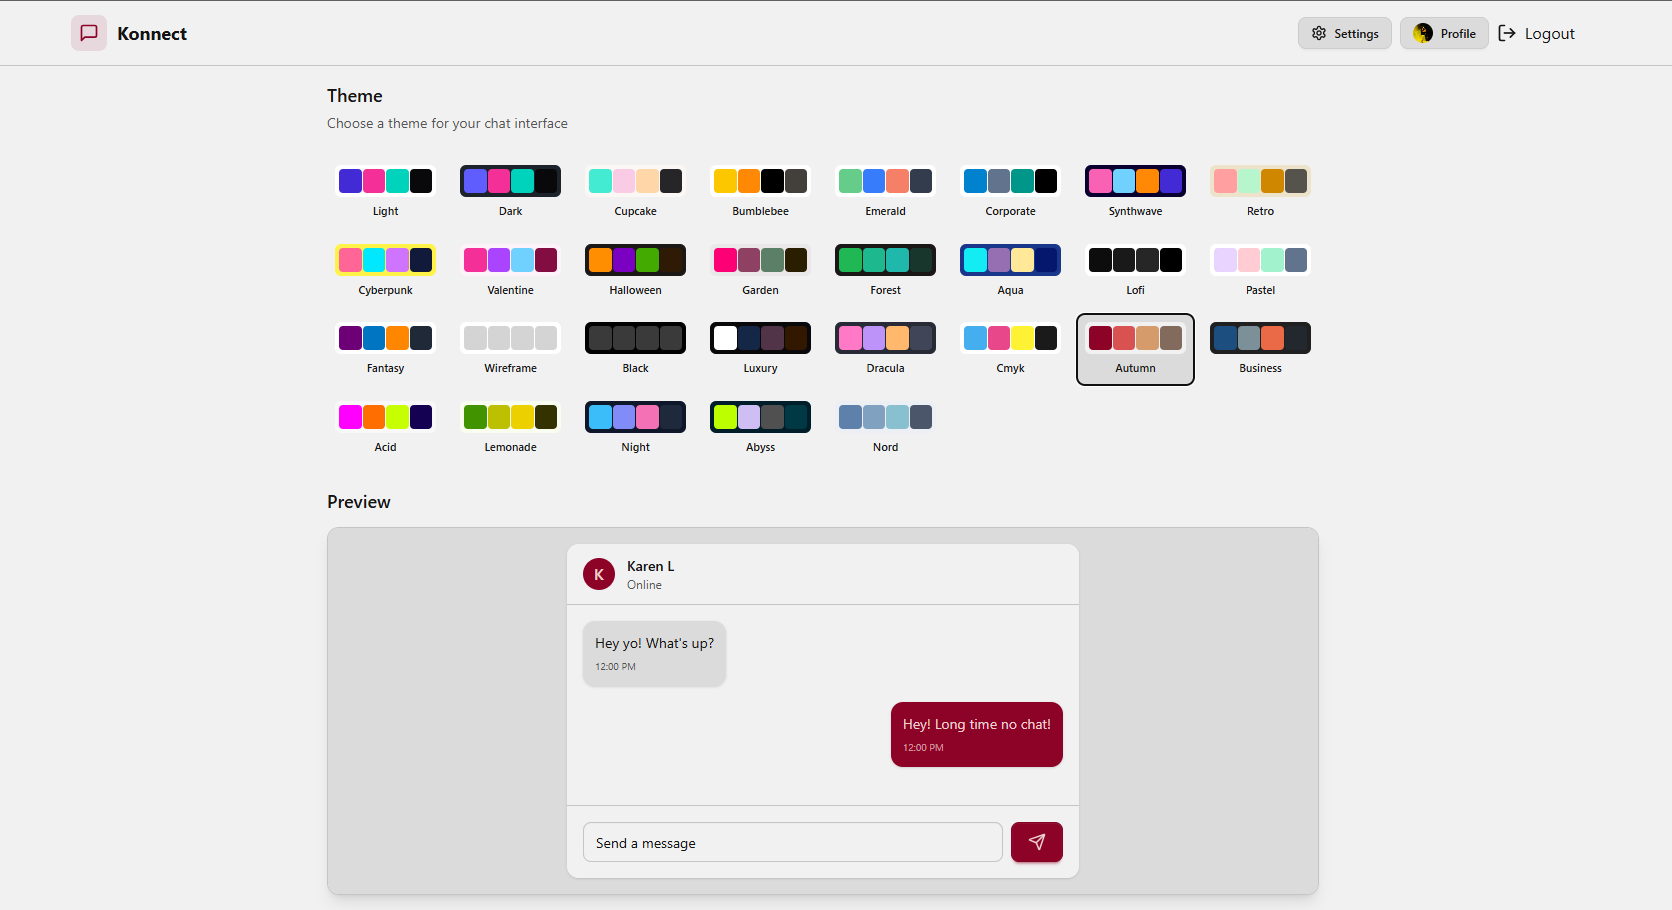 Konnect
Settings Profile Logout
Theme
Choose a theme for your chat interface
Light Dark Cupcake Bumblebee Emerald Corporate Synthwave Retro
Cyberpunk Valentine Halloween Garden Forest Aqua Lofi Pastel
Fantasy Wireframe Black Luxury Dracula Cmyk Autumn Business
Acid Lemonade Night Abyss Nord
Preview
K Karen L
Online
Hey yo! What's up?
12:00 PM
Hey! Long time no chat!
12:00 PM
Send a message